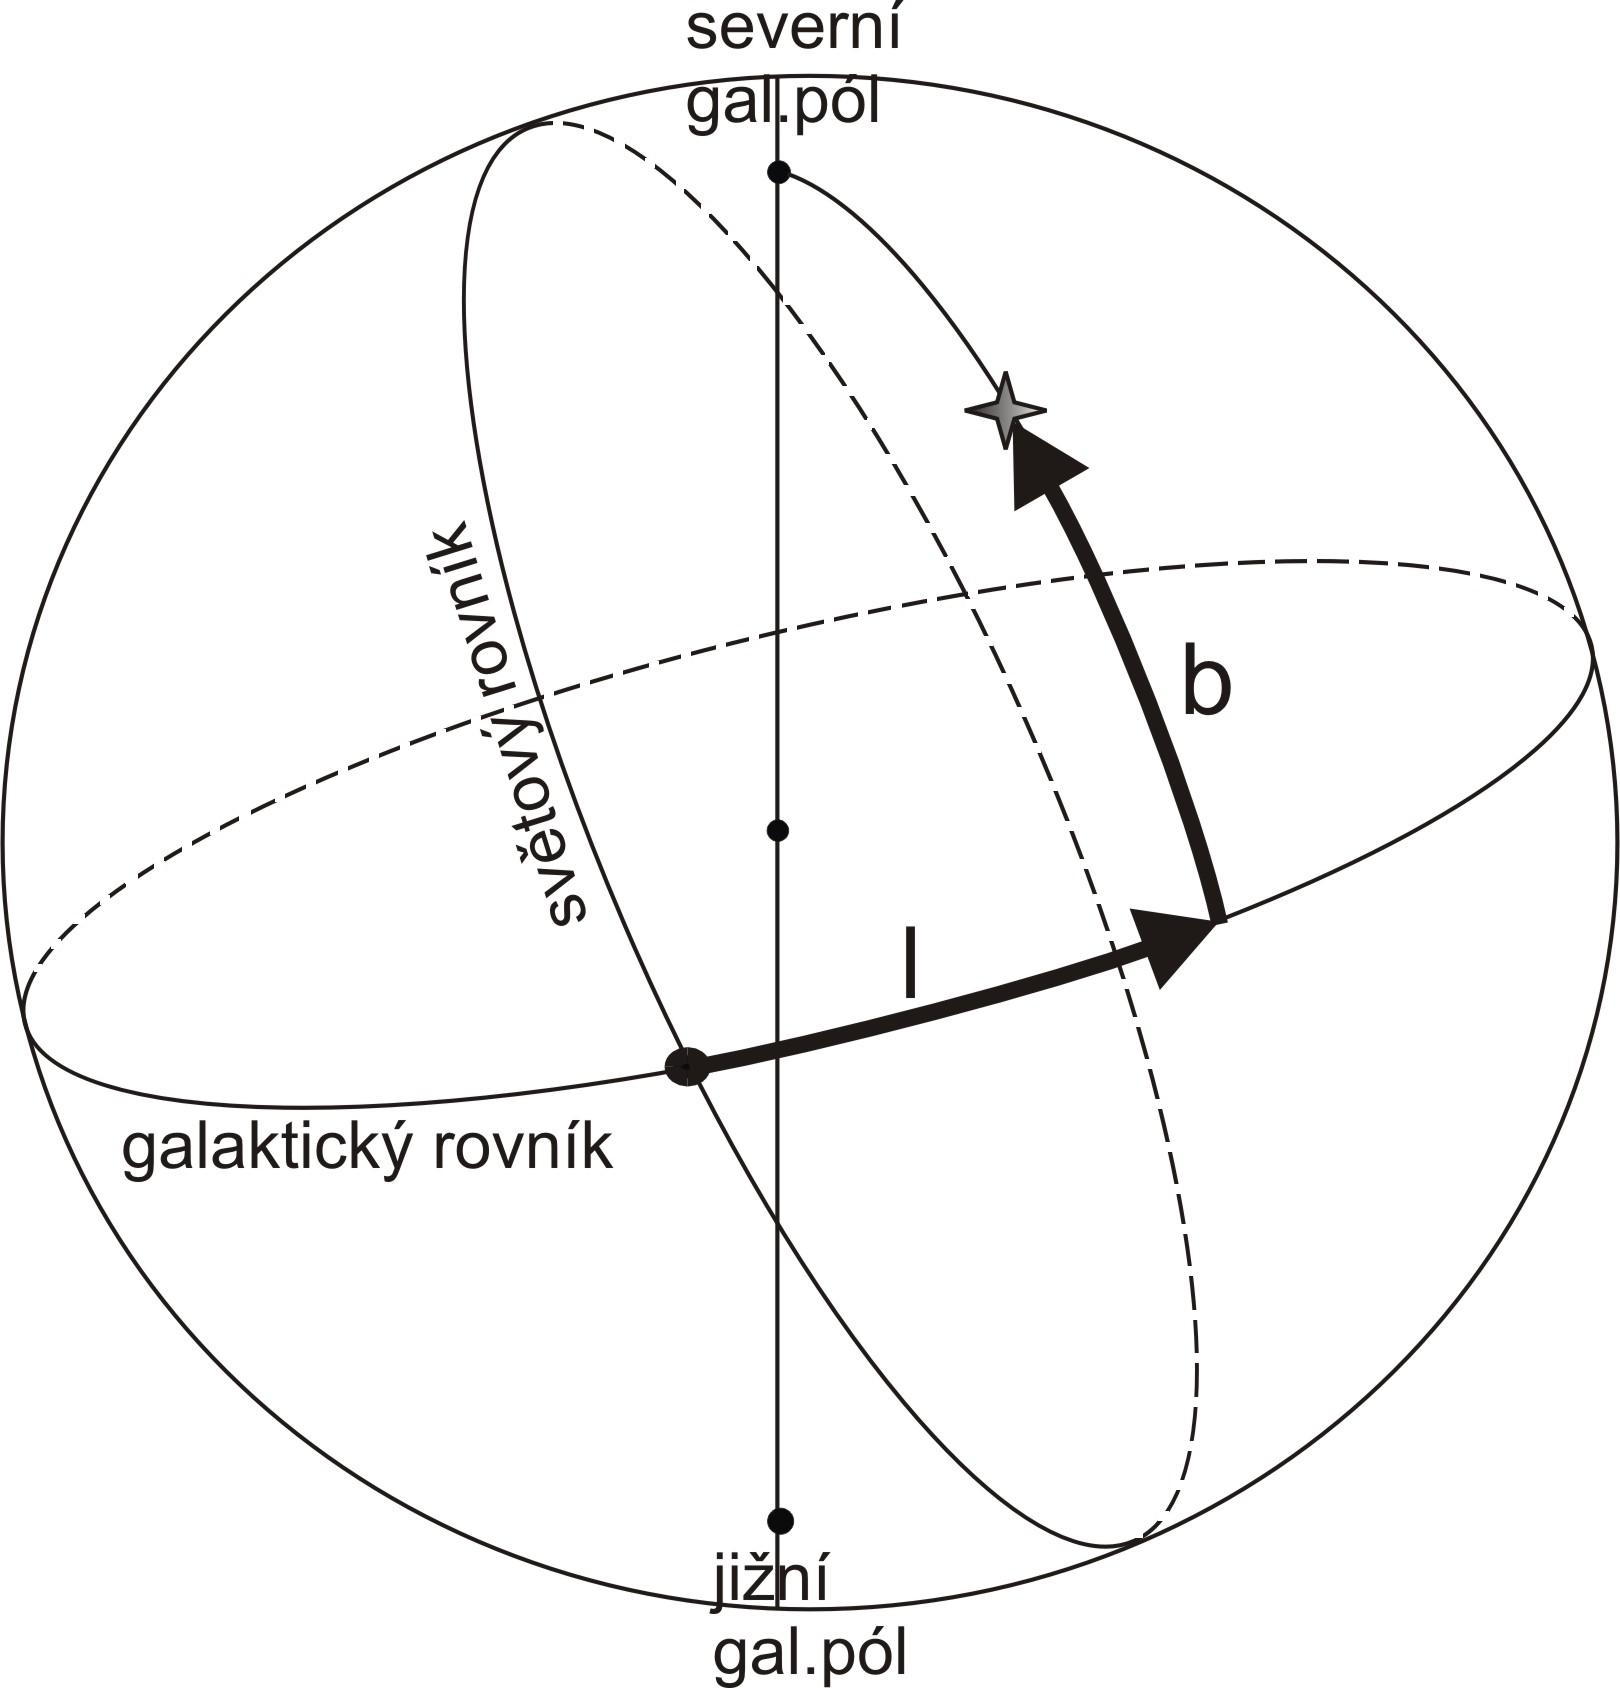 severní
gal.pól
světový rovník
b
l
galaktický rovník
jižní
gal.pól